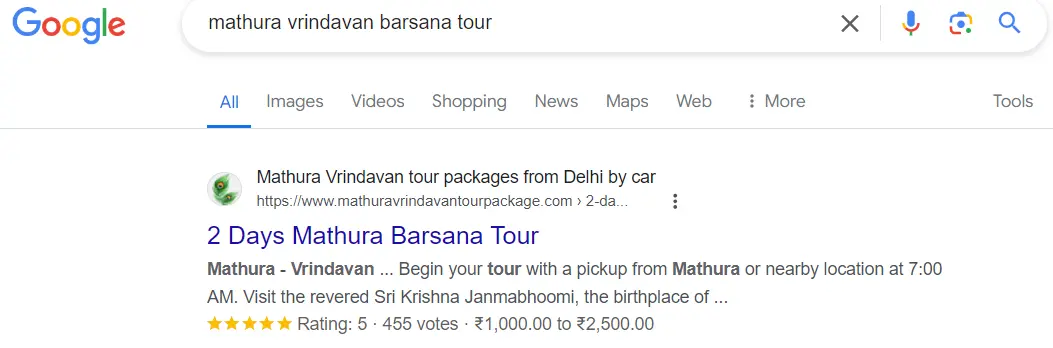 Google
mathura vrindavan barsana tour
All Images Videos Shopping News Maps Web More Tools
Mathura Vrindavan tour packages from Delhi by car
https://www.mathuravrindavantourpackage.com › 2-da...
2 Days Mathura Barsana Tour
Mathura - Vrindavan ... Begin your tour with a pickup from Mathura or nearby location at 7:00
AM. Visit the revered Sri Krishna Janmabhoomi, the birthplace of ...
Rating: 5 · 455 votes · ₹1,000.00 to ₹2,500.00